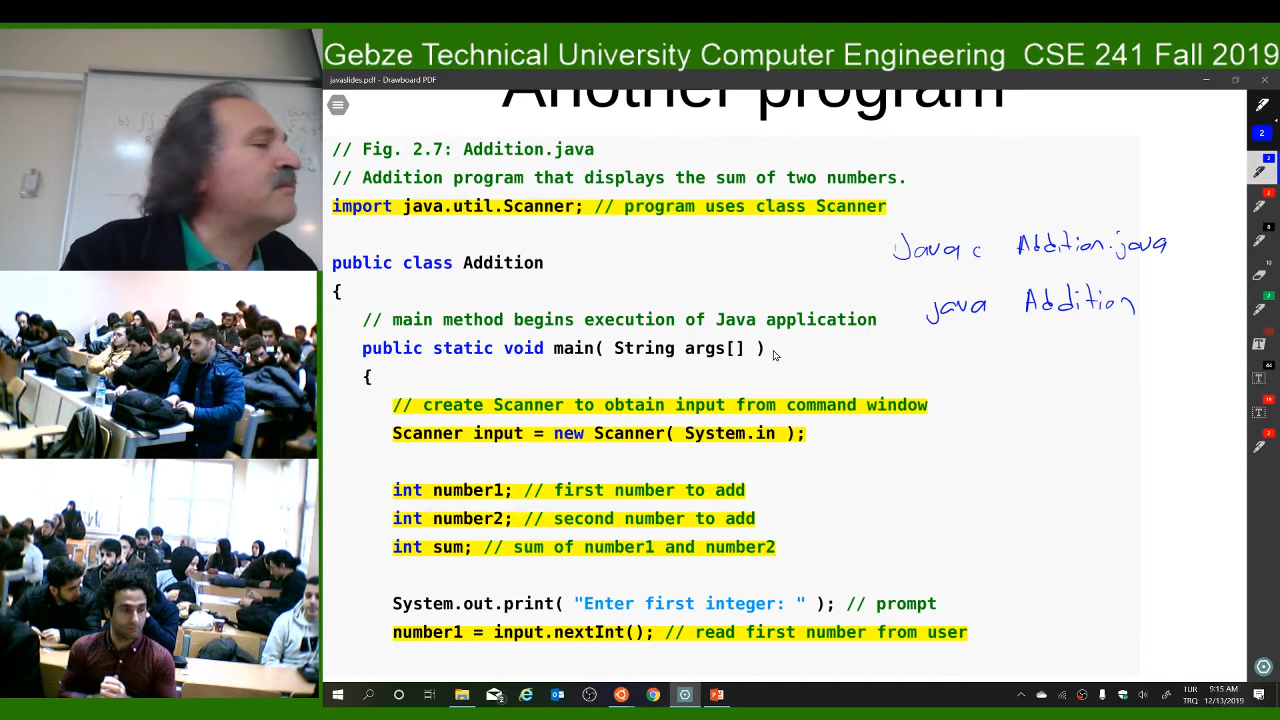 Gebze Technical University Computer Engineering CSE 241 Fall 2019
javaslides.pdf - Drawboard PDF
Another program
// Fig. 2.7: Addition.java
// Addition program that displays the sum of two numbers.
import java.util.Scanner; // program uses class Scanner
Javac Addition.java
public class Addition
{
java Addition
// main method begins execution of Java application
public static void main( String args[] )
{
// create Scanner to obtain input from command window
Scanner input = new Scanner( System.in );
int number1; // first number to add
int number2; // second number to add
int sum; // sum of number1 and number2
System.out.print( "Enter first integer: " ); // prompt
number1 = input.nextInt(); // read first number from user
TUR
TRQ
9:15 AM
12/13/2019